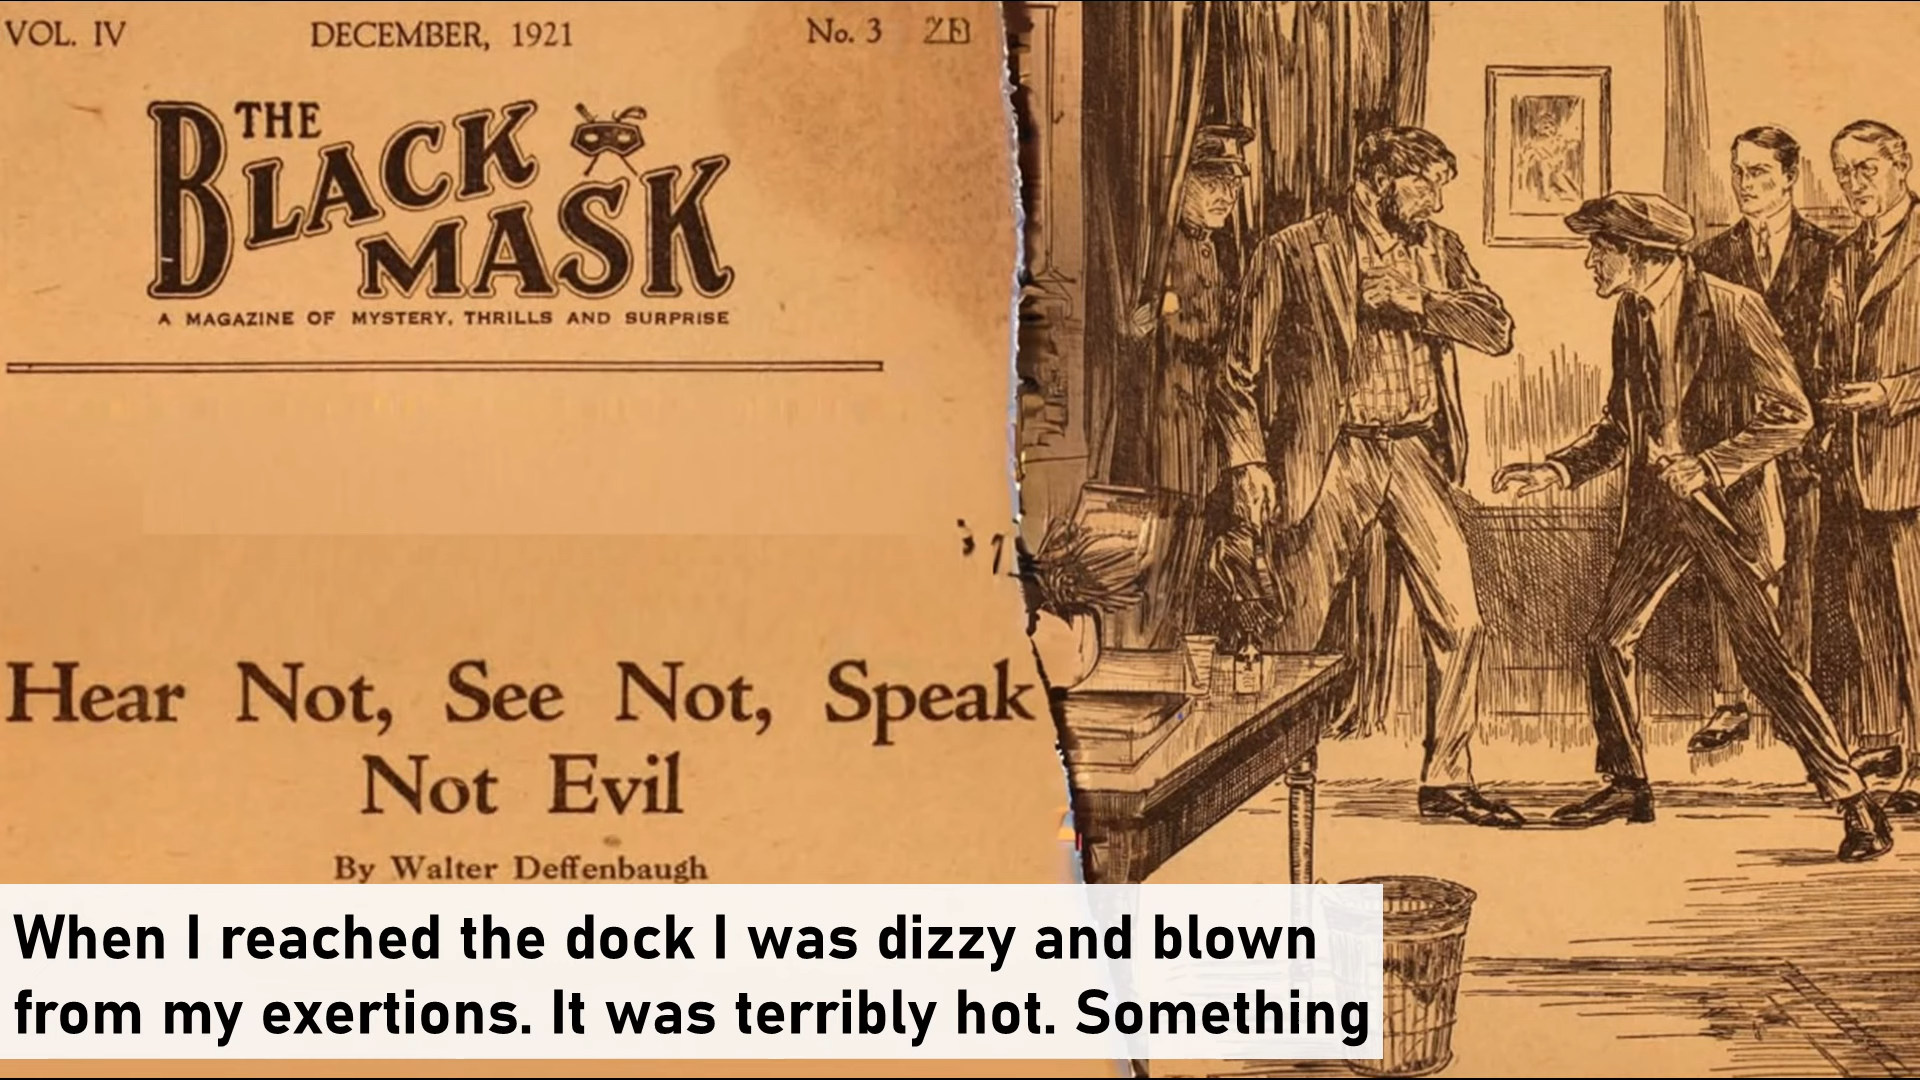 VOL. IV DECEMBER, 1921 No. 3
THE
BLACK
MASK
A MAGAZINE OF MYSTERY, THRILLS AND SURPRISE
Hear Not, See Not, Speak
Not Evil
By Walter Deffenbaugh
When I reached the dock I was dizzy and blown
from my exertions. It was terribly hot. Something